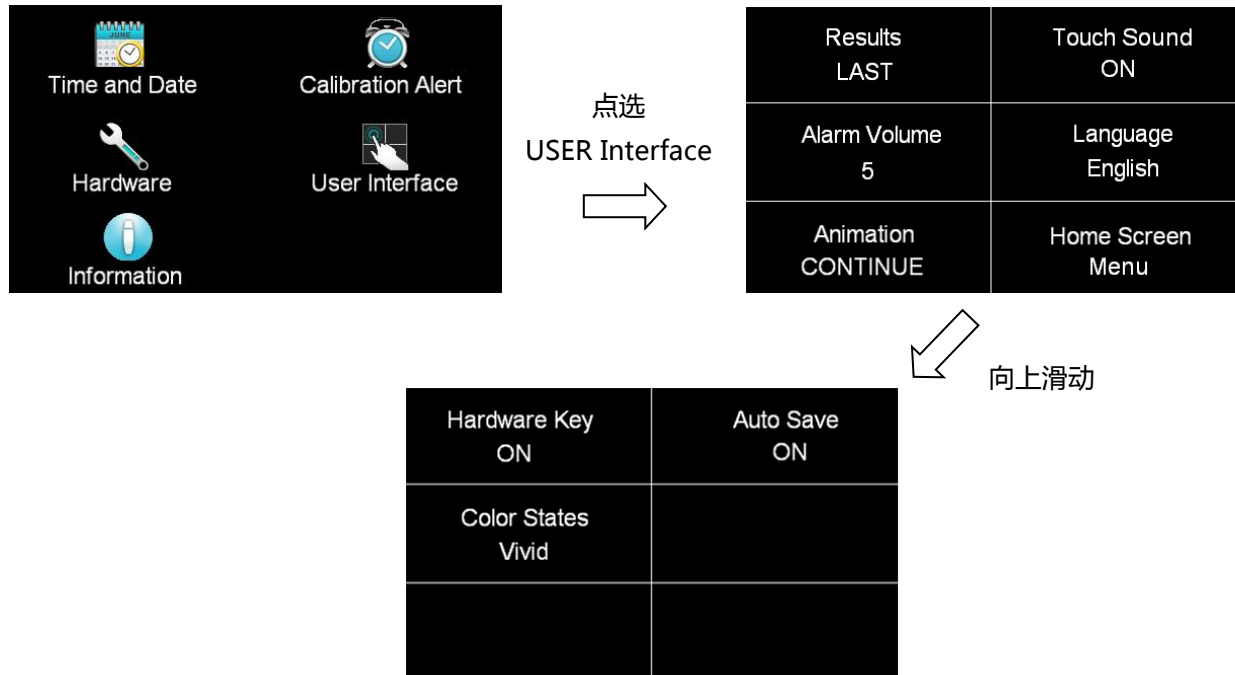 JUNE
Time and Date
Calibration Alert
Hardware
User Interface
Information
点选
USER Interface
Results
LAST
Touch Sound
ON
Alarm Volume
5
Language
English
Animation
CONTINUE
Home Screen
Menu
向上滑动
Hardware Key
ON
Auto Save
ON
Color States
Vivid